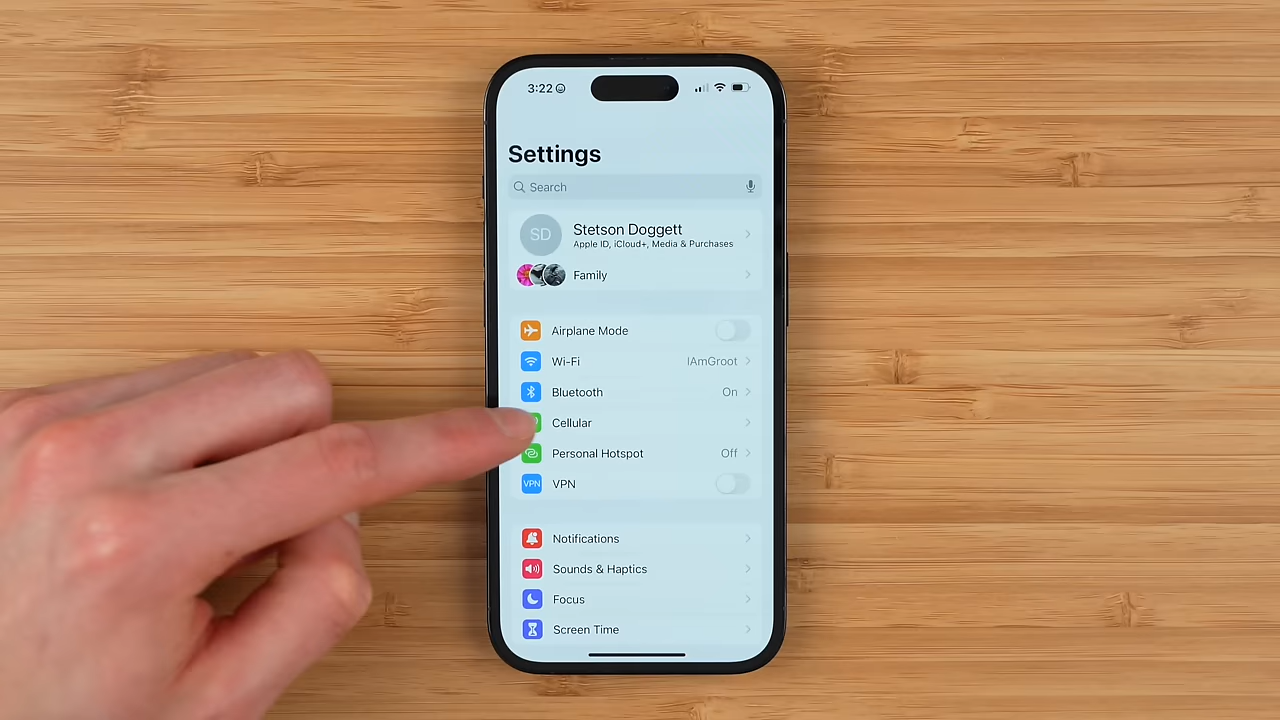 3:22
Settings
Search
SD
Stetson Doggett
Apple ID, iCloud+, Media & Purchases
Family
Airplane Mode
Wi-Fi IAmGroot
Bluetooth On
Cellular
Personal Hotspot Off
VPN VPN
Notifications
Sounds & Haptics
Focus
Screen Time